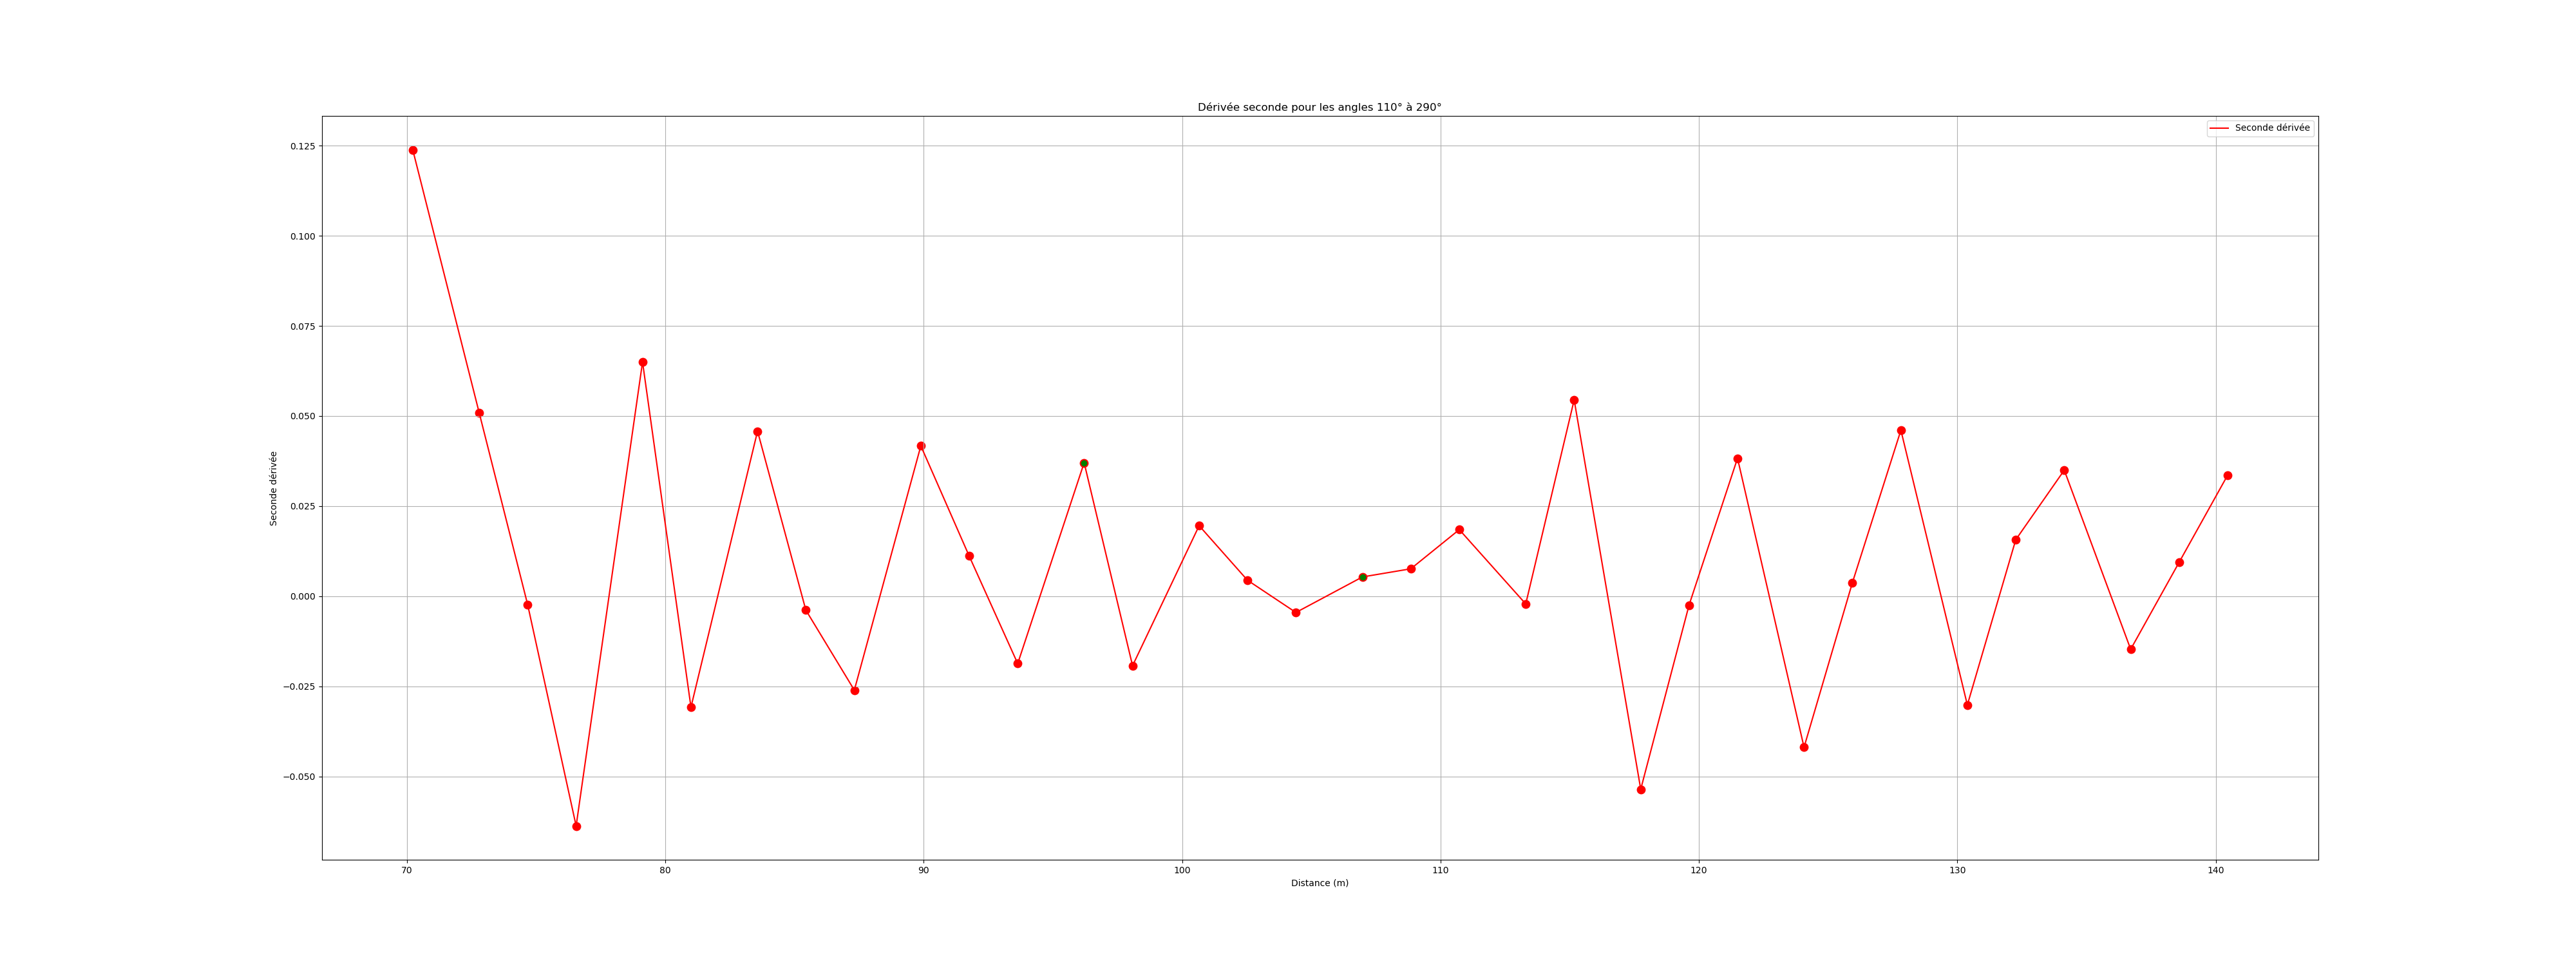 Dérivée seconde pour les angles 110° à 290°
Seconde dérivée
0.125
0.100
0.075
0.050
0.025
0.000
−0.025
−0.050
Seconde dérivée
70 80 90 100 110 120 130 140
Distance (m)